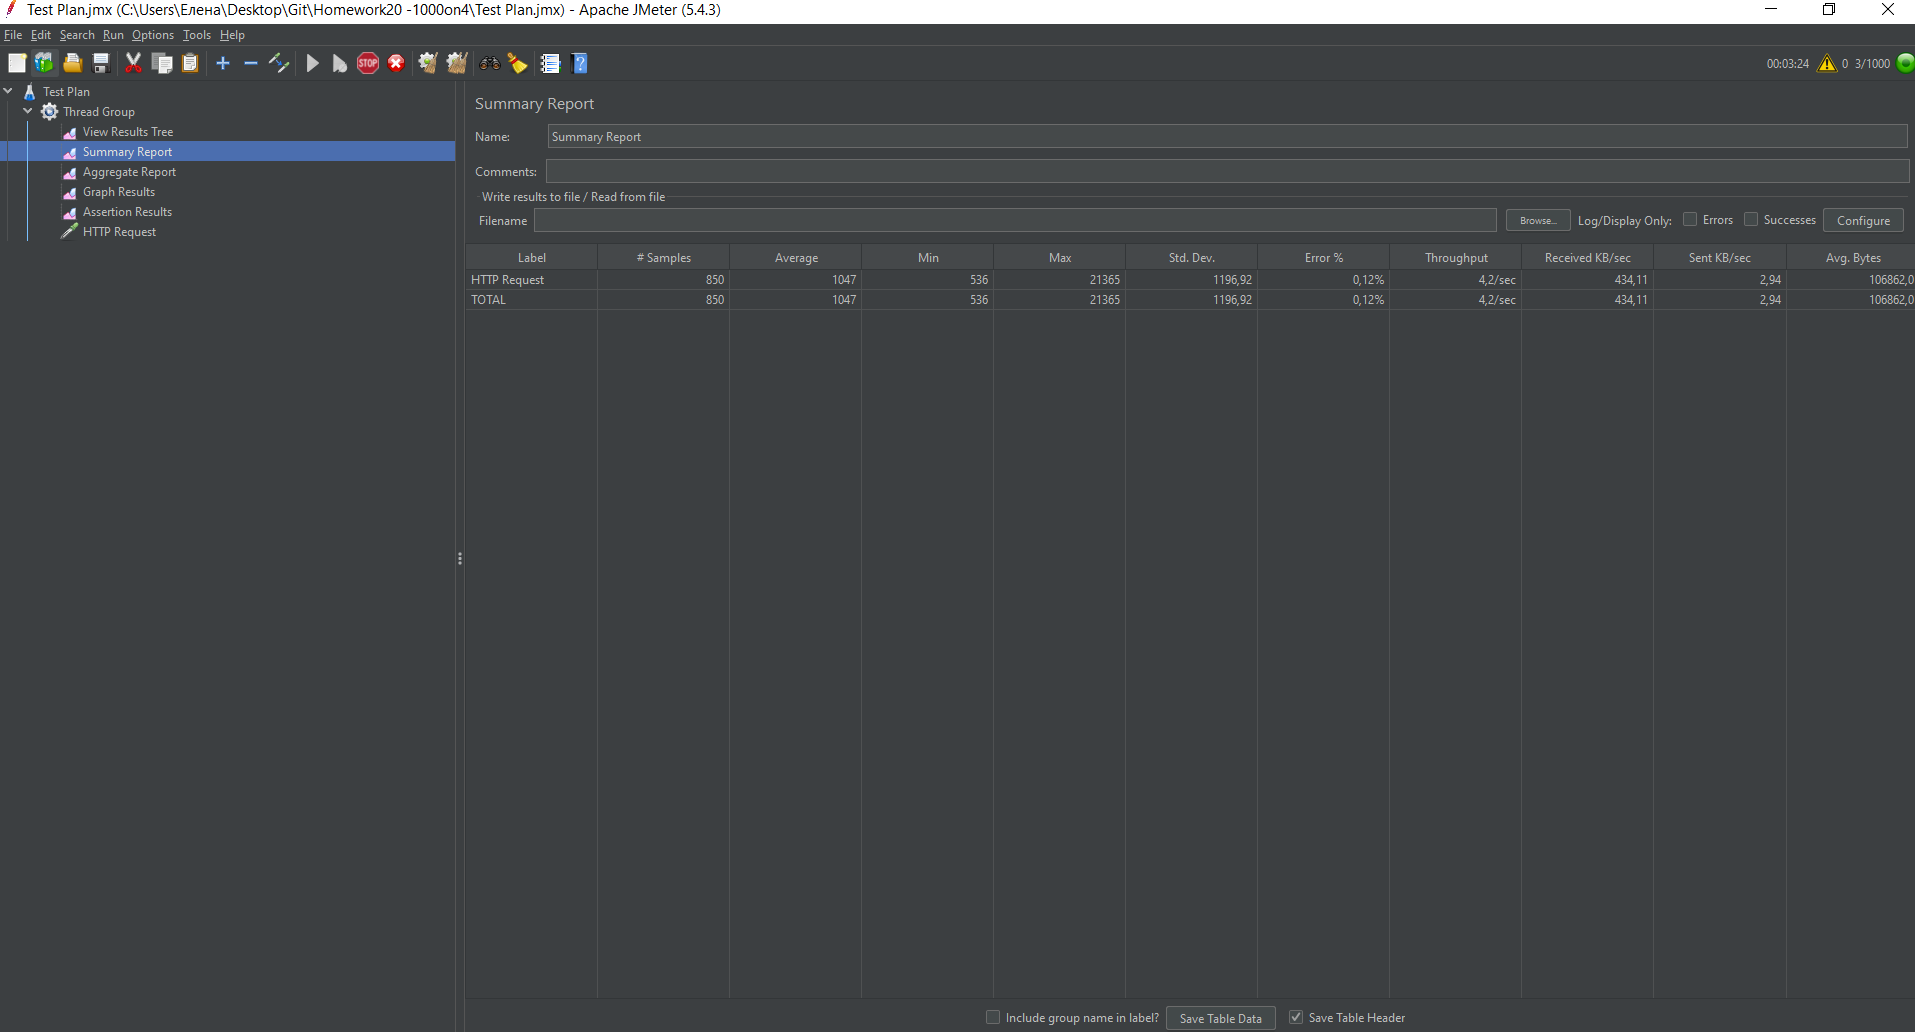 Test Plan.jmx (C:\Users\Елена\Desktop\Git\Homework20 -1000on4\Test Plan.jmx) - Apache JMeter (5.4.3)
File Edit Search Run Options Tools Help
STOP 00:03:24 0 3/1000
Test Plan
Thread Group
View Results Tree
Summary Report
Aggregate Report
Graph Results
Assertion Results
HTTP Request
Summary Report
Name: Summary Report
Comments:
Write results to file / Read from file
Filename Browse... Log/Display Only: Errors Successes Configure
Label # Samples Average Min Max Std. Dev. Error % Throughput Received KB/sec Sent KB/sec Avg. Bytes
HTTP Request 850 1047 536 21365 1196,92 0,12% 4,2/sec 434,11 2,94 106862,0
TOTAL 850 1047 536 21365 1196,92 0,12% 4,2/sec 434,11 2,94 106862,0
Include group name in label? Save Table Data Save Table Header